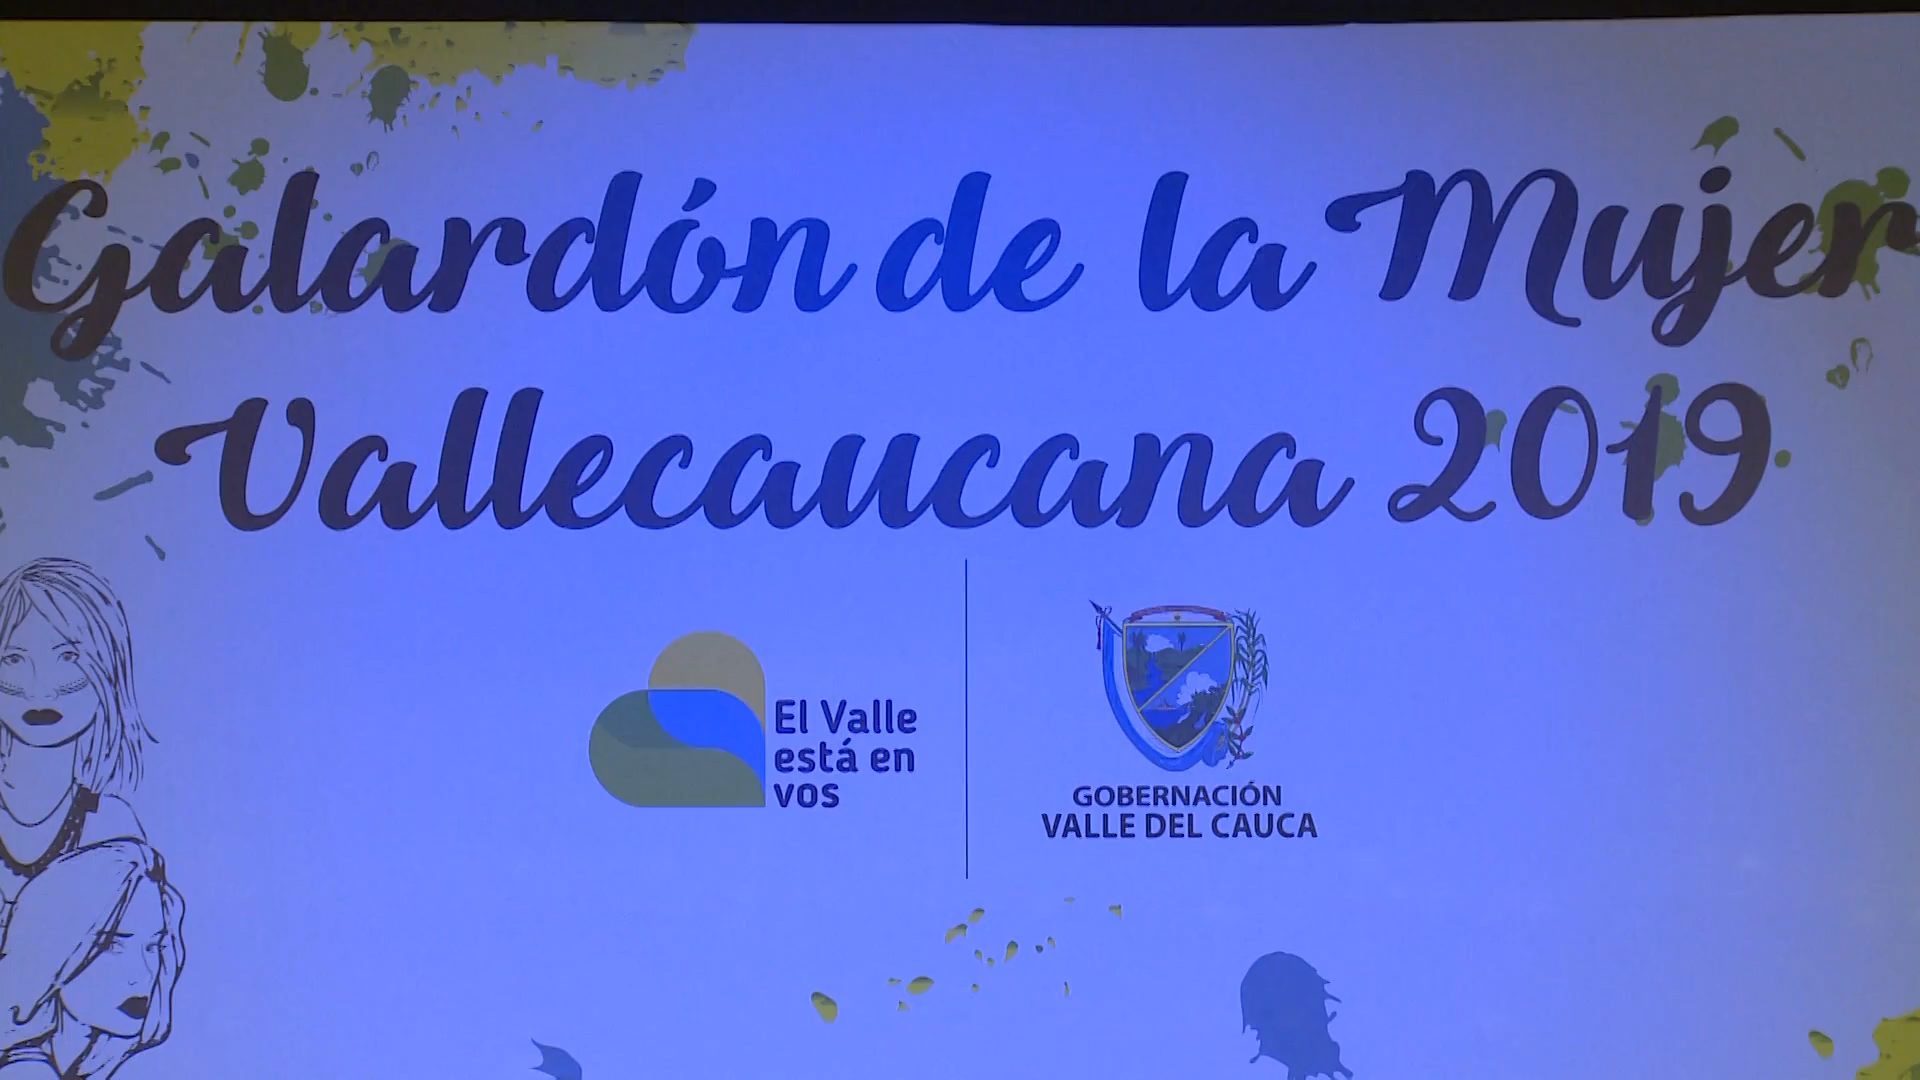 Galardón de la Mujer
Vallecaucana 2019
El Valle
está en
vos
GOBERNACIÓN
VALLE DEL CAUCA